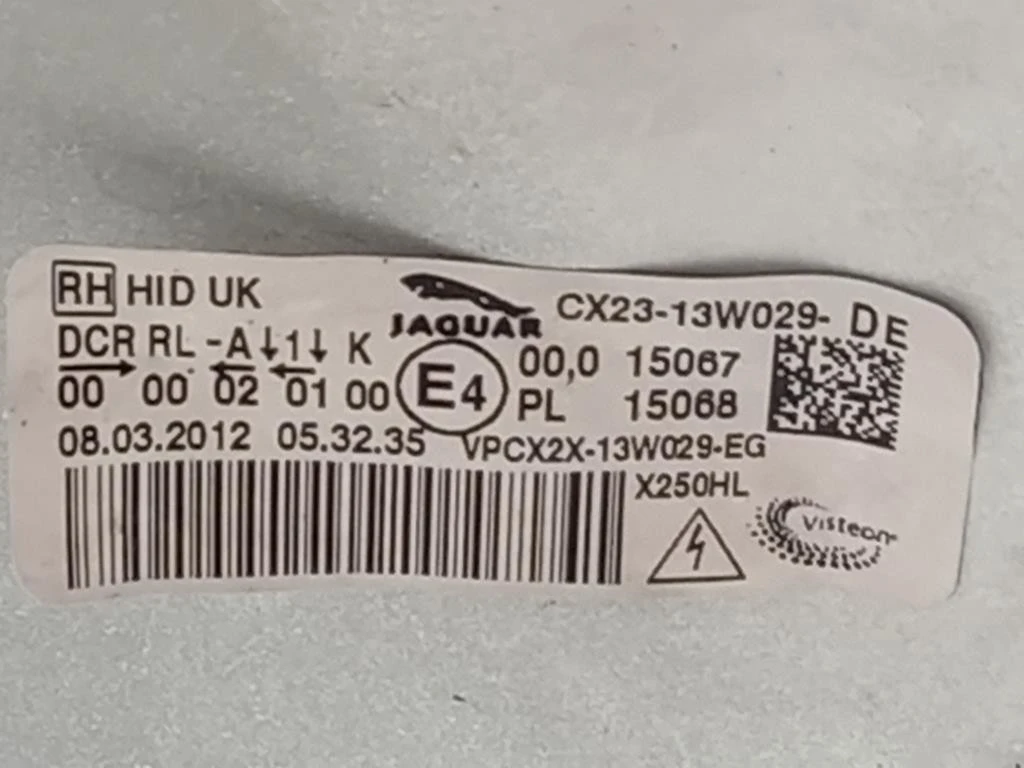 RH HID UK
JAGUAR
CX23-13W029- DE
DCR RL -A ↓1↓ K
00 00 02 01 00
E4
00,0 15067
PL 15068
08.03.2012 05.32.35 VPCX2X-13W029-EG
X250HL
Visteon